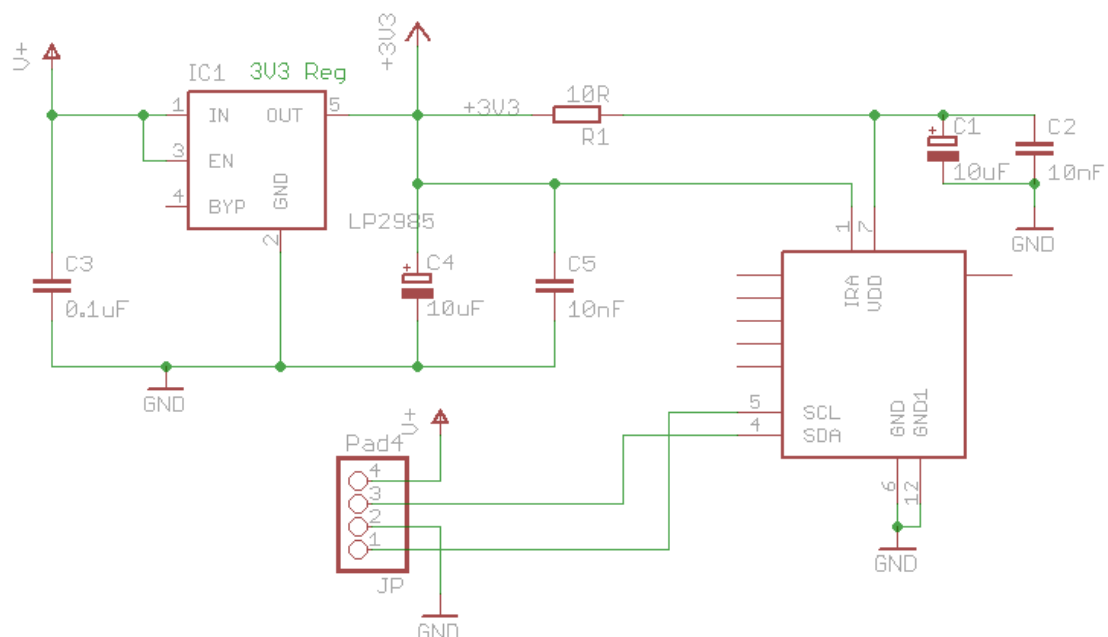 V+
IC1
3V3 Reg
+3V3
1
IN
OUT
5
3
EN
4
BYP
GND
2
LP2985
+3V3
10R
R1
C1
10uF
C2
10nF
GND
C3
0.1uF
C4
10uF
C5
10nF
GND
1
7
IRA
VDD
5
SCL
4
SDA
GND
GND1
6
12
GND
V+
Pad4
4
3
2
1
JP
GND